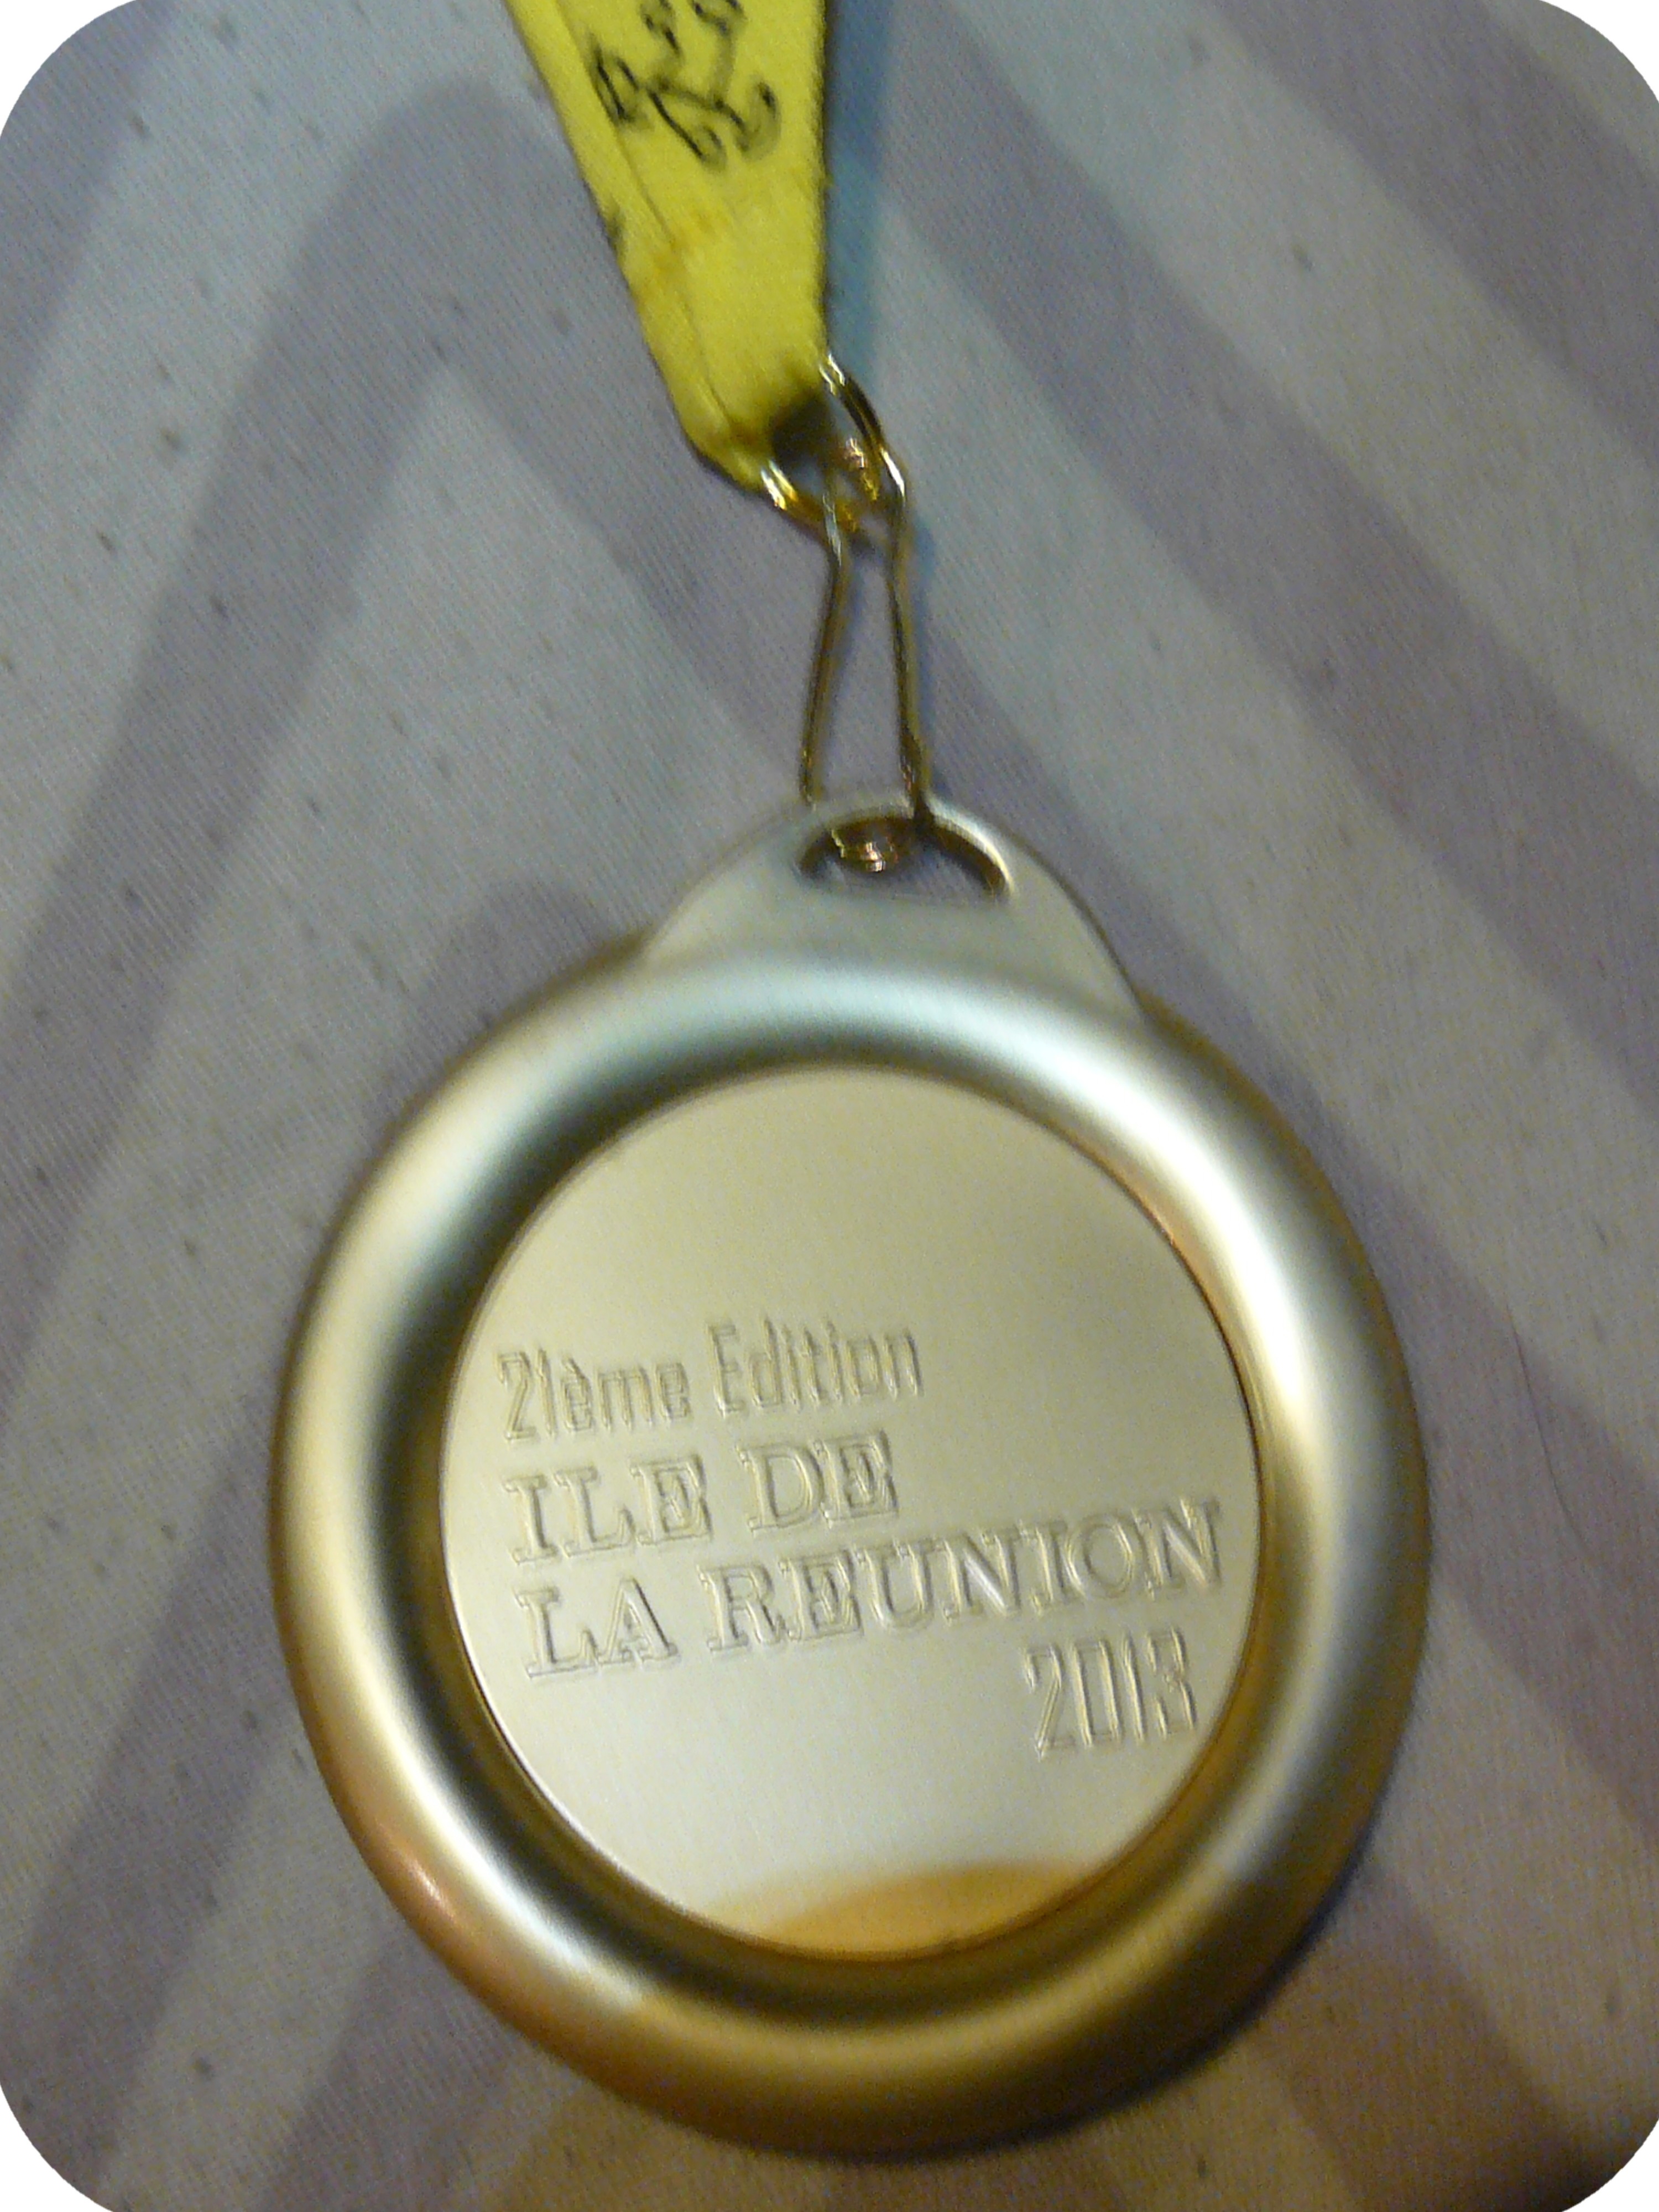 21ème Edition
ILE DE
LA REUNION
2013